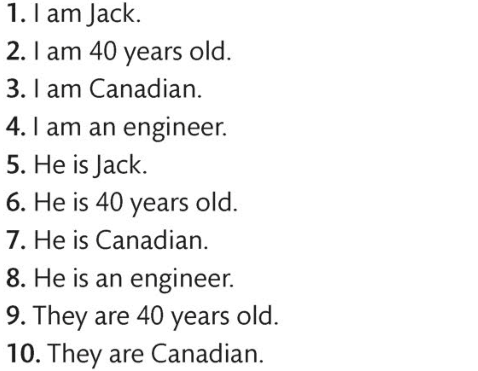 1. I am Jack.
2. I am 40 years old.
3. I am Canadian.
4. I am an engineer.
5. He is Jack.
6. He is 40 years old.
7. He is Canadian.
8. He is an engineer.
9. They are 40 years old.
10. They are Canadian.